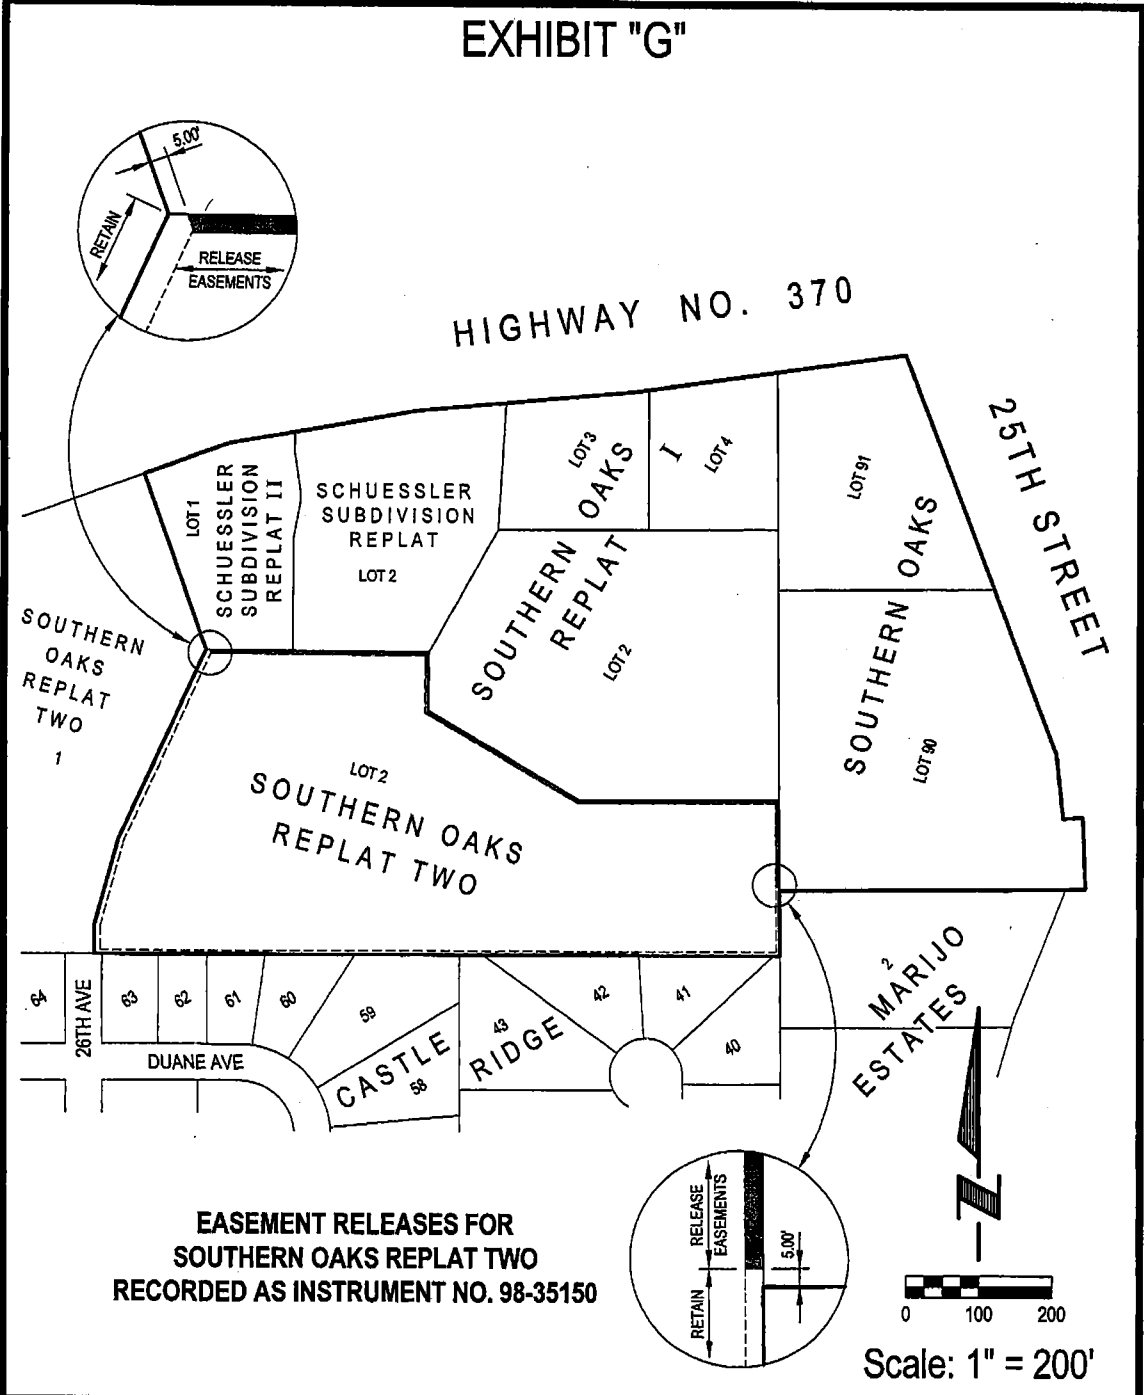 EXHIBIT "G"
5.00'
RETAIN
RELEASE
EASEMENTS
HIGHWAY NO. 370
25TH STREET
LOT 1
SCHUESSLER
SUBDIVISION
REPLAT II
SCHUESSLER
SUBDIVISION
REPLAT
LOT 2
LOT 3
LOT 4
SOUTHERN OAKS
REPLAT I
LOT 2
LOT 91
SOUTHERN OAKS
LOT 90
SOUTHERN
OAKS
REPLAT
TWO
1
LOT 2
SOUTHERN OAKS
REPLAT TWO
64
26TH AVE
63
62
61
60
59
58
43
42
41
40
DUANE AVE
CASTLE RIDGE
2
MARIJO
ESTATES
RELEASE
EASEMENTS
RETAIN
5.00'
EASEMENT RELEASES FOR
SOUTHERN OAKS REPLAT TWO
RECORDED AS INSTRUMENT NO. 98-35150
N
0 100 200
Scale: 1" = 200'